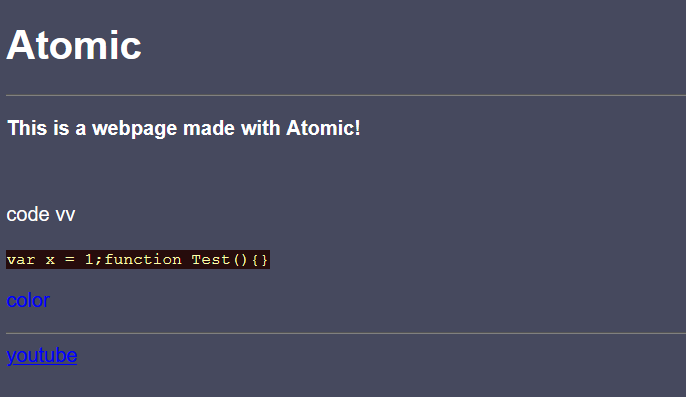 Atomic
This is a webpage made with Atomic!
code vv
var x = 1;function Test(){}
color
youtube